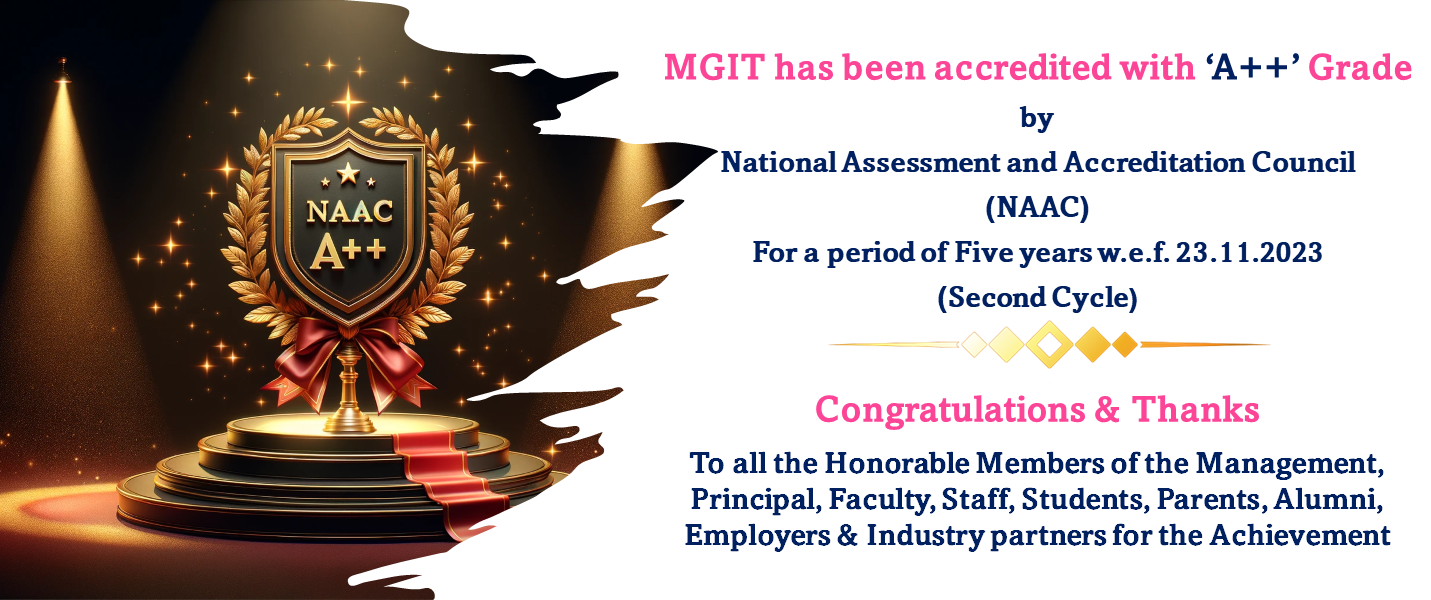 NAAC
A++
MGIT has been accredited with ‘A++’ Grade
by
National Assessment and Accreditation Council
(NAAC)
For a period of Five years w.e.f. 23.11.2023
(Second Cycle)
Congratulations & Thanks
To all the Honorable Members of the Management,
Principal, Faculty, Staff, Students, Parents, Alumni,
Employers & Industry partners for the Achievement